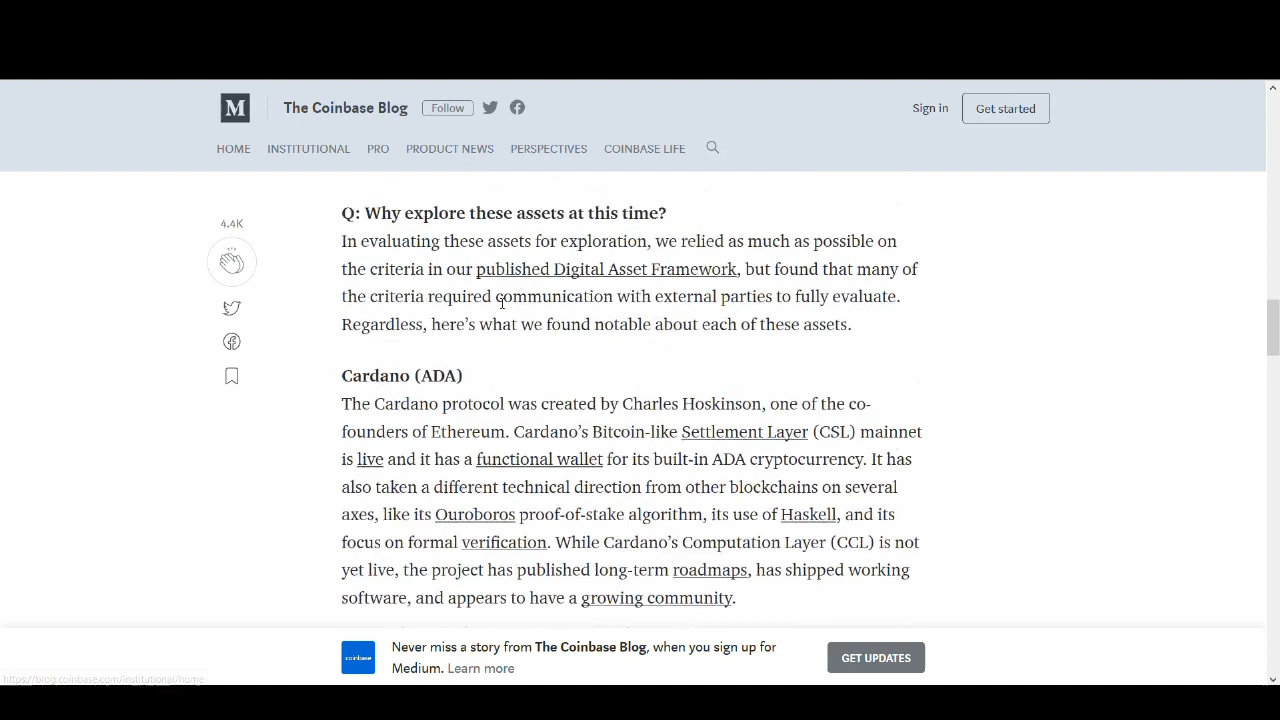 M The Coinbase Blog Follow
Sign in Get started
HOME INSTITUTIONAL PRO PRODUCT NEWS PERSPECTIVES COINBASE LIFE
4.4K
Q: Why explore these assets at this time?
In evaluating these assets for exploration, we relied as much as possible on
the criteria in our published Digital Asset Framework, but found that many of
the criteria required communication with external parties to fully evaluate.
Regardless, here’s what we found notable about each of these assets.
Cardano (ADA)
The Cardano protocol was created by Charles Hoskinson, one of the co-
founders of Ethereum. Cardano’s Bitcoin-like Settlement Layer (CSL) mainnet
is live and it has a functional wallet for its built-in ADA cryptocurrency. It has
also taken a different technical direction from other blockchains on several
axes, like its Ouroboros proof-of-stake algorithm, its use of Haskell, and its
focus on formal verification. While Cardano’s Computation Layer (CCL) is not
yet live, the project has published long-term roadmaps, has shipped working
software, and appears to have a growing community.
coinbase
Never miss a story from The Coinbase Blog, when you sign up for
Medium. Learn more
GET UPDATES
https://blog.coinbase.com/institutional/home